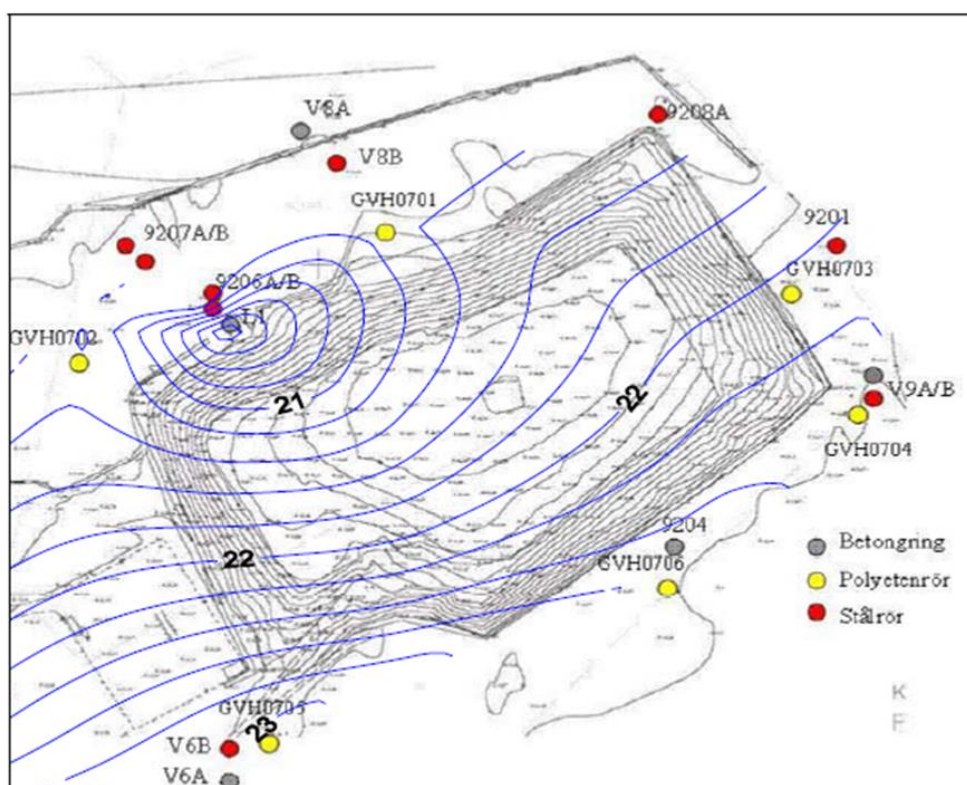 V8A
9208A
V8B
GVH0701
9201
9207A/B
GVH0703
9206A/B
L1
GVH0702
V9A/B
21
22
GVH0704
9204
Betongring
22
GVH0706
Polyetenrör
Stålrör
K
F
GVH0705
23
V6B
V6A